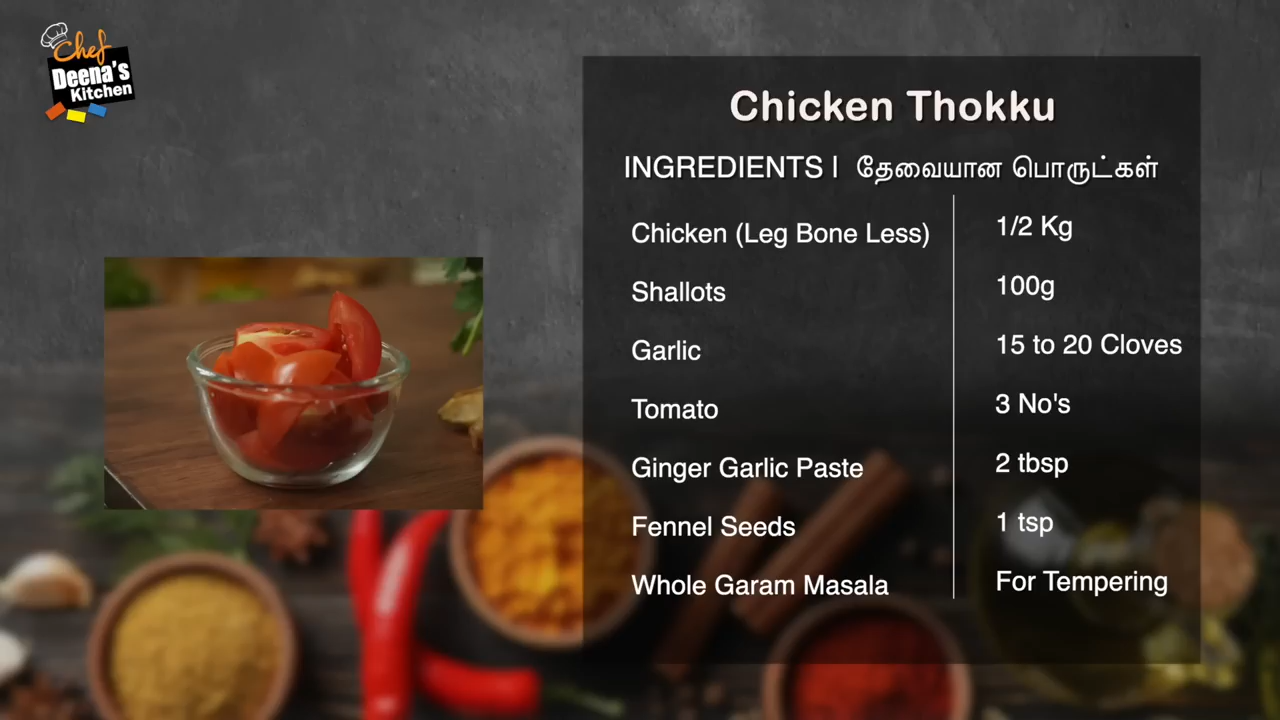 Chef
Deena's
Kitchen
Chicken Thokku
INGREDIENTS | தேவையான பொருட்கள்
Chicken (Leg Bone Less) 1/2 Kg
Shallots 100g
Garlic 15 to 20 Cloves
Tomato 3 No's
Ginger Garlic Paste 2 tbsp
Fennel Seeds 1 tsp
Whole Garam Masala For Tempering